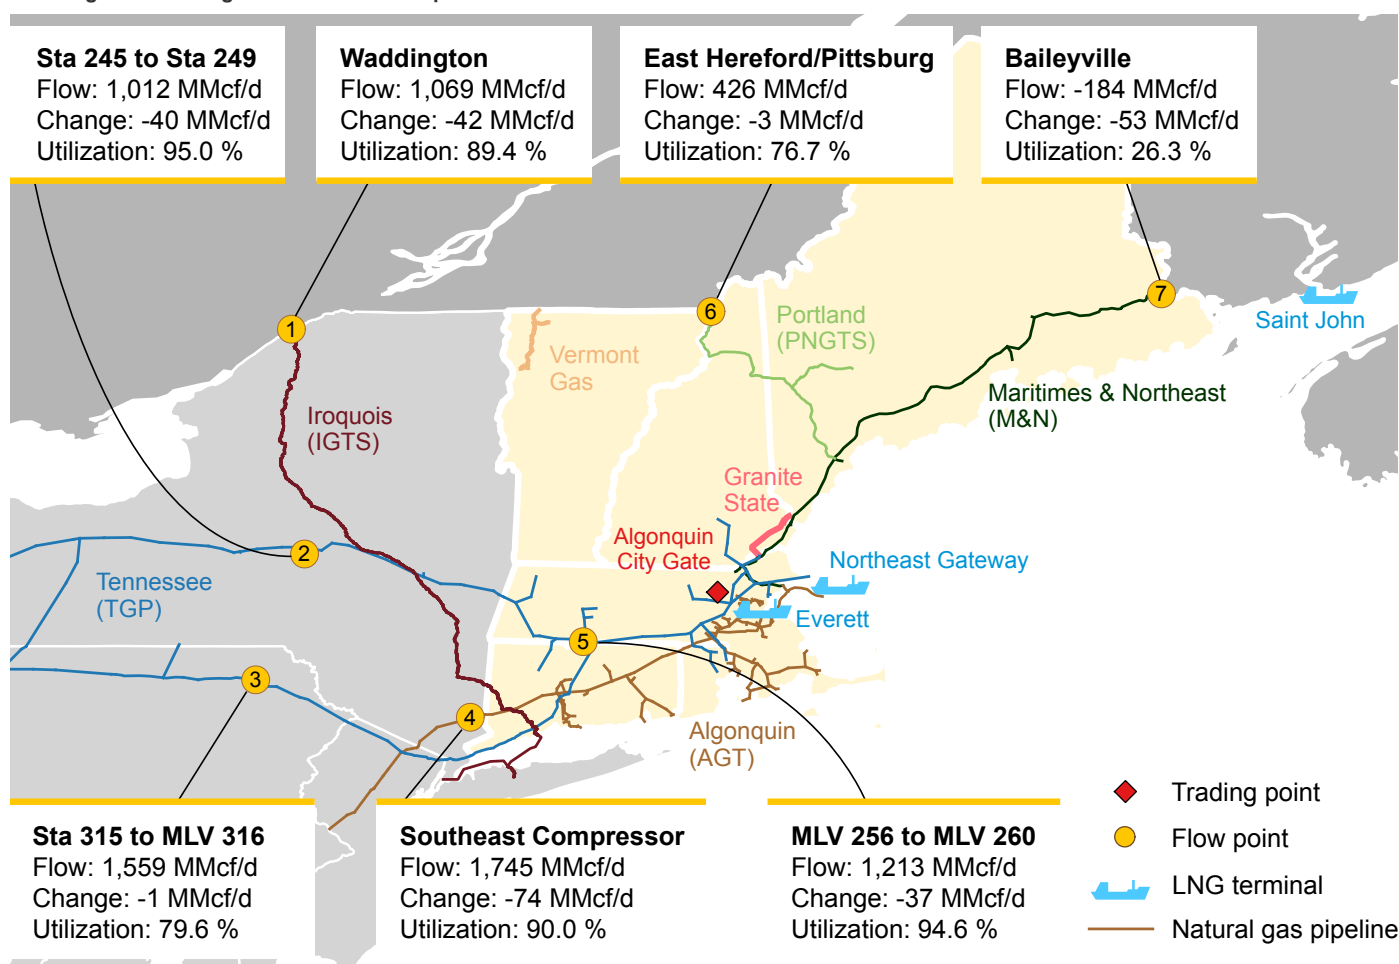 Sta 245 to Sta 249
Flow: 1,012 MMcf/d
Change: -40 MMcf/d
Utilization: 95.0 %
Waddington
Flow: 1,069 MMcf/d
Change: -42 MMcf/d
Utilization: 89.4 %
East Hereford/Pittsburg
Flow: 426 MMcf/d
Change: -3 MMcf/d
Utilization: 76.7 %
Baileyville
Flow: -184 MMcf/d
Change: -53 MMcf/d
Utilization: 26.3 %
7
6
1
Saint John
Portland
(PNGTS)
Vermont
Gas
Maritimes & Northeast
(M&N)
Iroquois
(IGTS)
Granite
State
Algonquin
City Gate
2
Northeast Gateway
Tennessee
(TGP)
Everett
5
3
4
Algonquin
(AGT)
Sta 315 to MLV 316
Flow: 1,559 MMcf/d
Change: -1 MMcf/d
Utilization: 79.6 %
Southeast Compressor
Flow: 1,745 MMcf/d
Change: -74 MMcf/d
Utilization: 90.0 %
MLV 256 to MLV 260
Flow: 1,213 MMcf/d
Change: -37 MMcf/d
Utilization: 94.6 %
Trading point
Flow point
LNG terminal
Natural gas pipeline